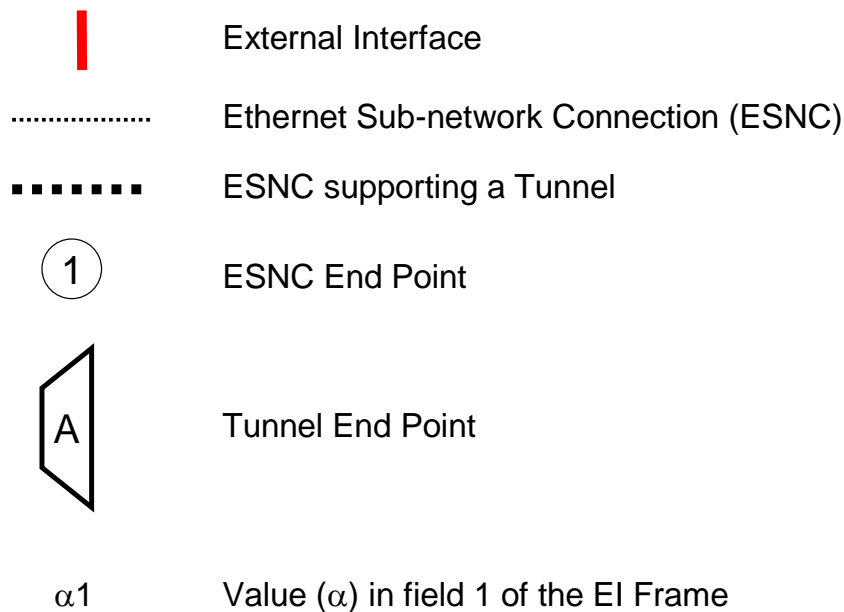 External Interface
Ethernet Sub-network Connection (ESNC)
ESNC supporting a Tunnel
1 ESNC End Point
A Tunnel End Point
α1 Value (α) in field 1 of the EI Frame